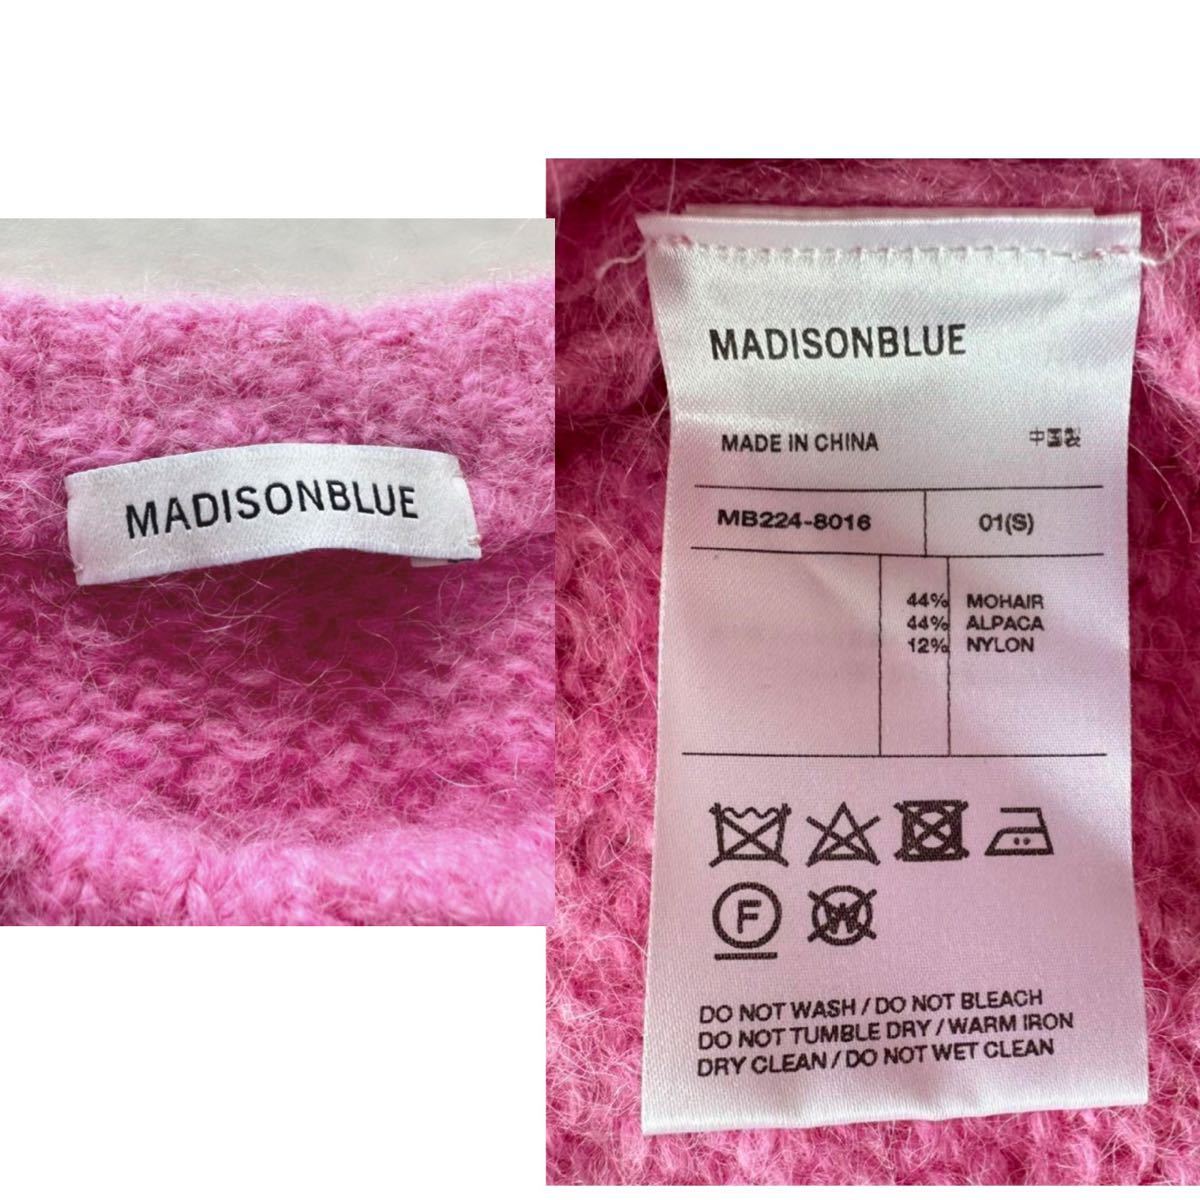 MADISONBLUE
MADISONBLUE
MADE IN CHINA 中国製
MB224-8016 01(S)
44% MOHAIR
44% ALPACA
12% NYLON
F W
DO NOT WASH / DO NOT BLEACH
DO NOT TUMBLE DRY / WARM IRON
DRY CLEAN / DO NOT WET CLEAN